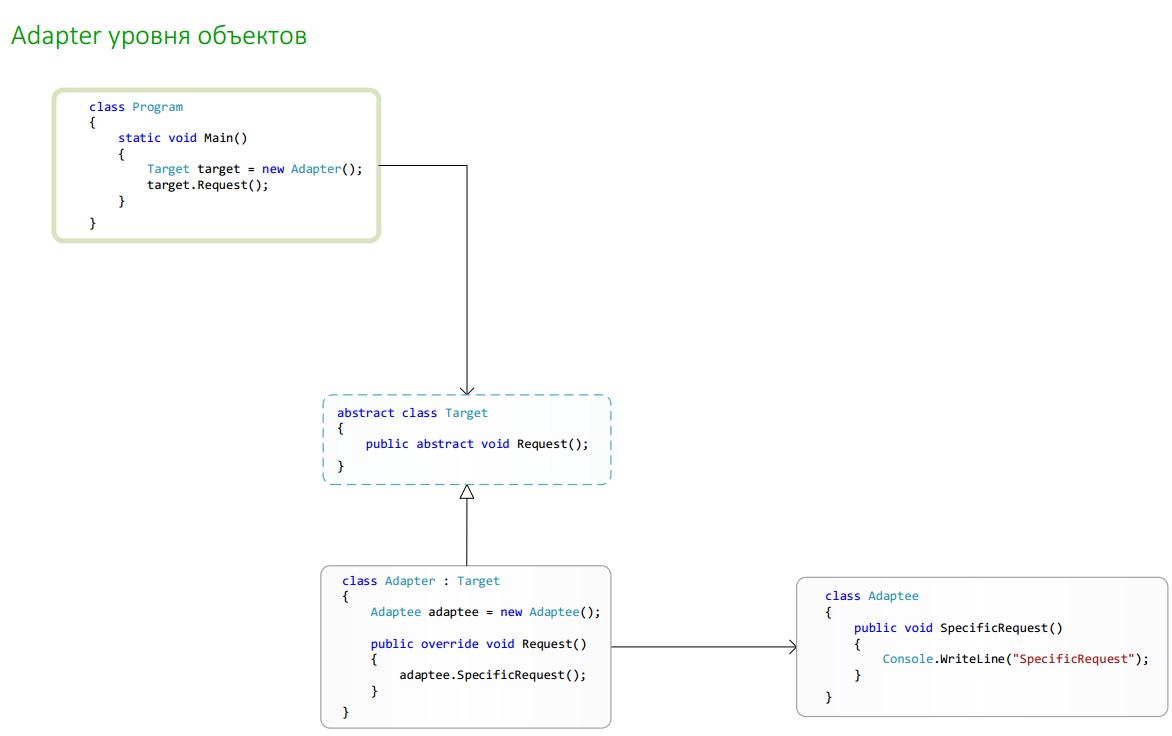 Adapter уровня объектов
class Program
{
    static void Main()
    {
        Target target = new Adapter();
        target.Request();
    }
}
abstract class Target
{
    public abstract void Request();
}
class Adapter : Target
{
    Adaptee adaptee = new Adaptee();
    public override void Request()
    {
        adaptee.SpecificRequest();
    }
}
class Adaptee
{
    public void SpecificRequest()
    {
        Console.WriteLine("SpecificRequest");
    }
}